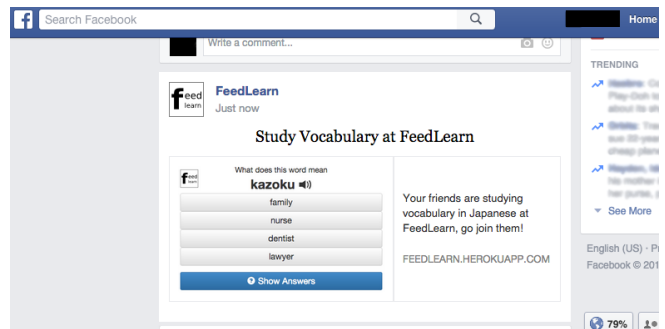 Search Facebook
Home
Write a comment...
feed
learn
FeedLearn
Just now
Study Vocabulary at FeedLearn
feed
learn
What does this word mean
kazoku
family
nurse
dentist
lawyer
Show Answers
Your friends are studying
vocabulary in Japanese at
FeedLearn, go join them!
FEEDLEARN.HEROKUAPP.COM
TRENDING
See More
English (US) ·
Facebook ©
79%